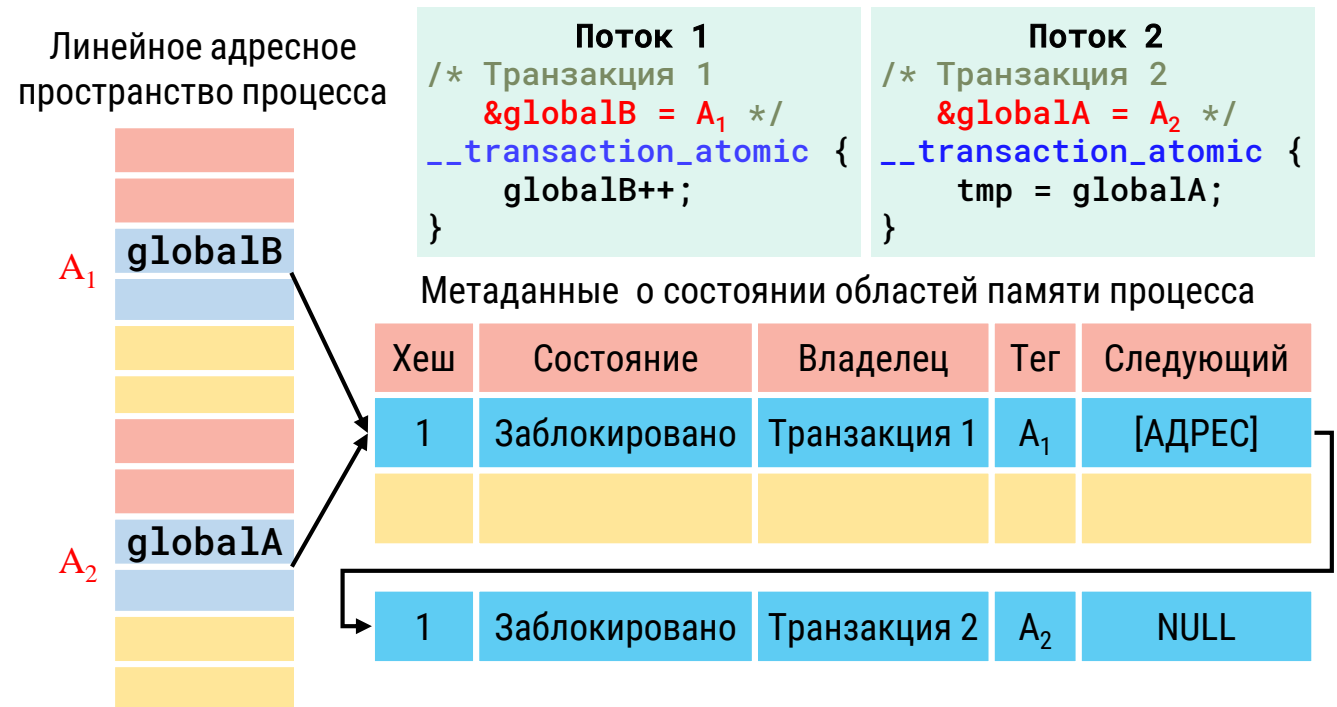 Линейное адресное
пространство процесса
globalB
A₁
globalA
A₂
Поток 1
/* Транзакция 1
&globalB = A₁ */
__transaction_atomic {
globalB++;
}
Поток 2
/* Транзакция 2
&globalA = A₂ */
__transaction_atomic {
tmp = globalA;
}
Метаданные о состоянии областей памяти процесса
Хеш Состояние Владелец Тег Следующий
1 Заблокировано Транзакция 1 A₁ [АДРЕС]
1 Заблокировано Транзакция 2 A₂ NULL